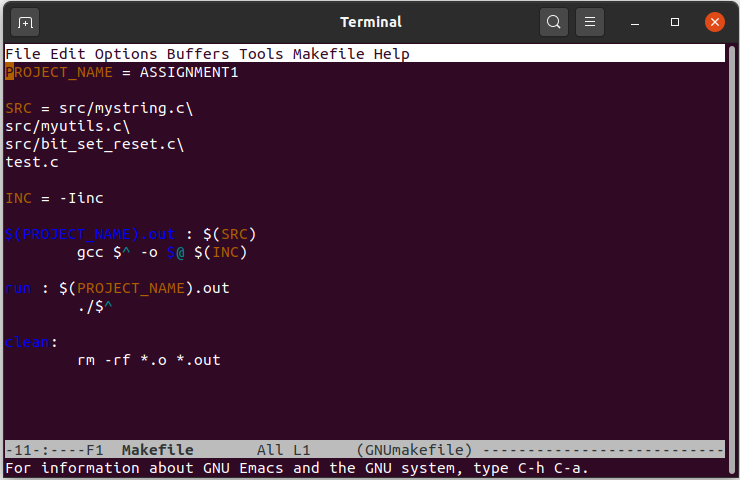 Terminal
File Edit Options Buffers Tools Makefile Help
PROJECT_NAME = ASSIGNMENT1
SRC = src/mystring.c\
src/myutils.c\
src/bit_set_reset.c\
test.c
INC = -Iinc
$(PROJECT_NAME).out : $(SRC)
        gcc $^ -o $@ $(INC)
run : $(PROJECT_NAME).out
        ./$^
clean:
        rm -rf *.o *.out
-11-:----F1  Makefile       All L1     (GNUmakefile) ---------------------------
For information about GNU Emacs and the GNU system, type C-h C-a.